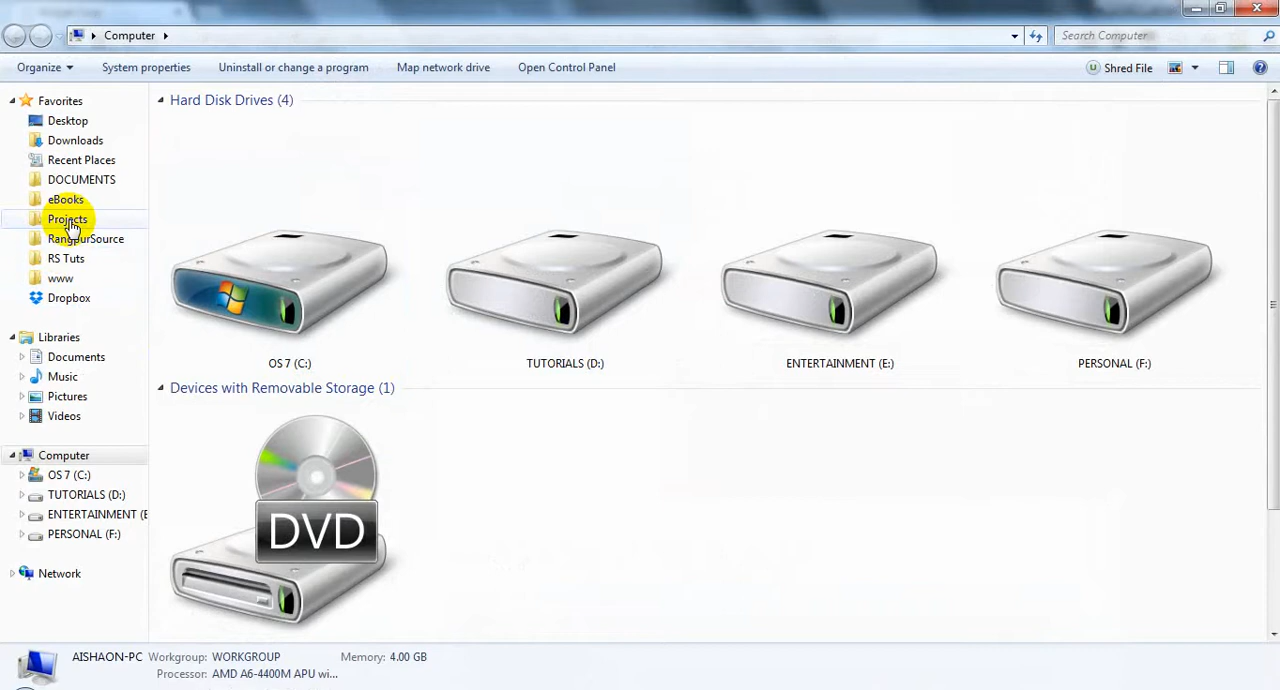 Computer
Search Computer
Organize
System properties
Uninstall or change a program
Map network drive
Open Control Panel
Shred File
Favorites
Desktop
Downloads
Recent Places
DOCUMENTS
eBooks
Projects
RangpurSource
RS Tuts
www
Dropbox
Libraries
Documents
Music
Pictures
Videos
Computer
OS 7 (C:)
TUTORIALS (D:)
ENTERTAINMENT (E
PERSONAL (F:)
Network
Hard Disk Drives (4)
OS 7 (C:)
TUTORIALS (D:)
ENTERTAINMENT (E:)
PERSONAL (F:)
Devices with Removable Storage (1)
DVD
AISHAON-PC Workgroup: WORKGROUP Memory: 4.00 GB
Processor: AMD A6-4400M APU wi...